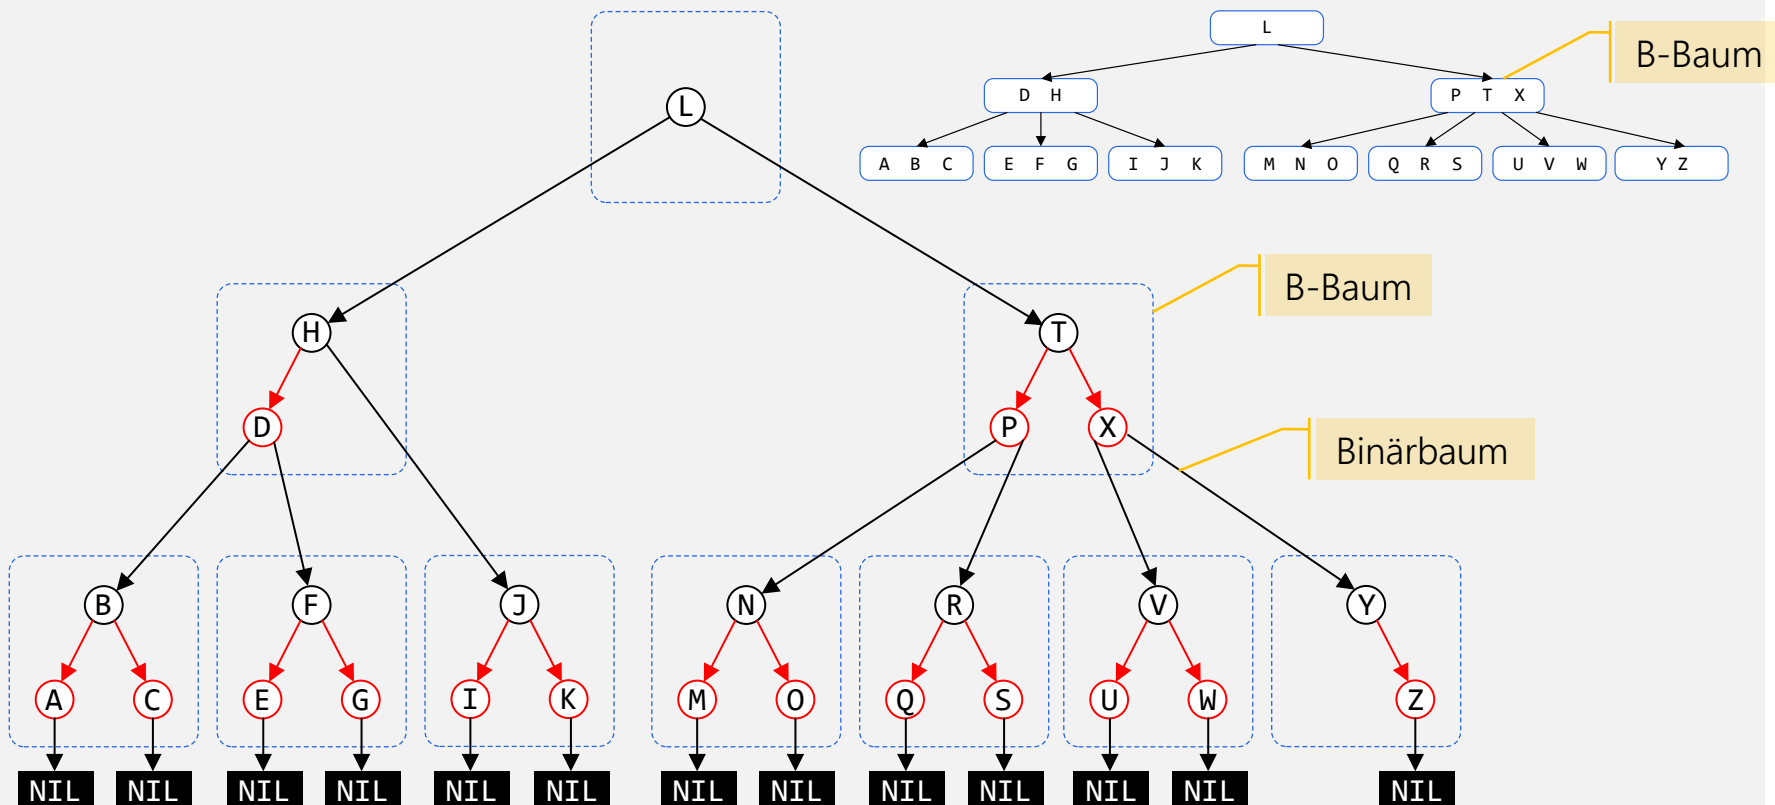 L
B-Baum
D H
P T X
A B C
E F G
I J K
M N O
Q R S
U V W
Y Z
L
B-Baum
H
T
D
P
X
Binärbaum
B
F
J
N
R
V
Y
A
C
E
G
I
K
M
O
Q
S
U
W
Z
NIL
NIL
NIL
NIL
NIL
NIL
NIL
NIL
NIL
NIL
NIL
NIL
NIL